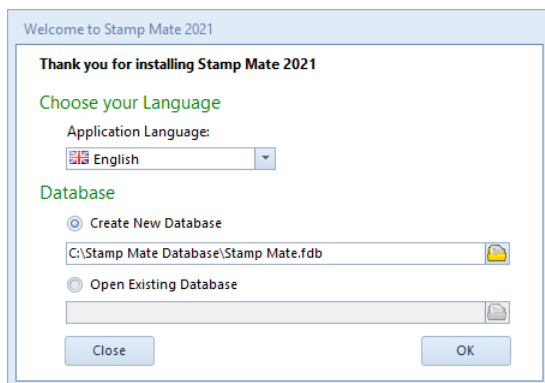 Welcome to Stamp Mate 2021
Thank you for installing Stamp Mate 2021
Choose your Language
Application Language:
English
Database
Create New Database
C:\Stamp Mate Database\Stamp Mate.fdb
Open Existing Database
Close OK